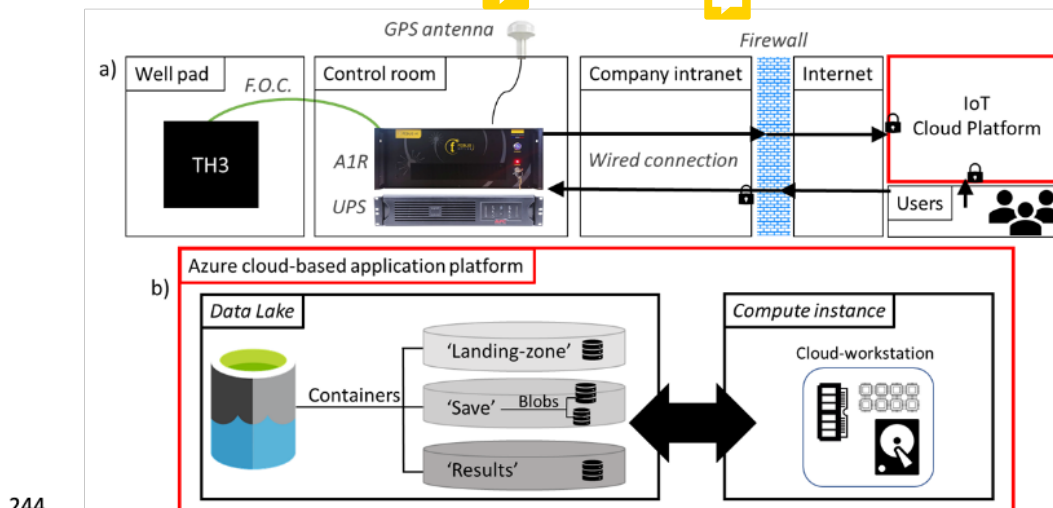 GPS antenna
Firewall
a)
Well pad
Control room
Company intranet
Internet
F.O.C.
IoT
Cloud Platform
TH3
A1R
Wired connection
UPS
Users
Azure cloud-based application platform
b)
Data Lake
Compute instance
'Landing-zone'
Cloud-workstation
Containers
'Save'
Blobs
'Results'
244